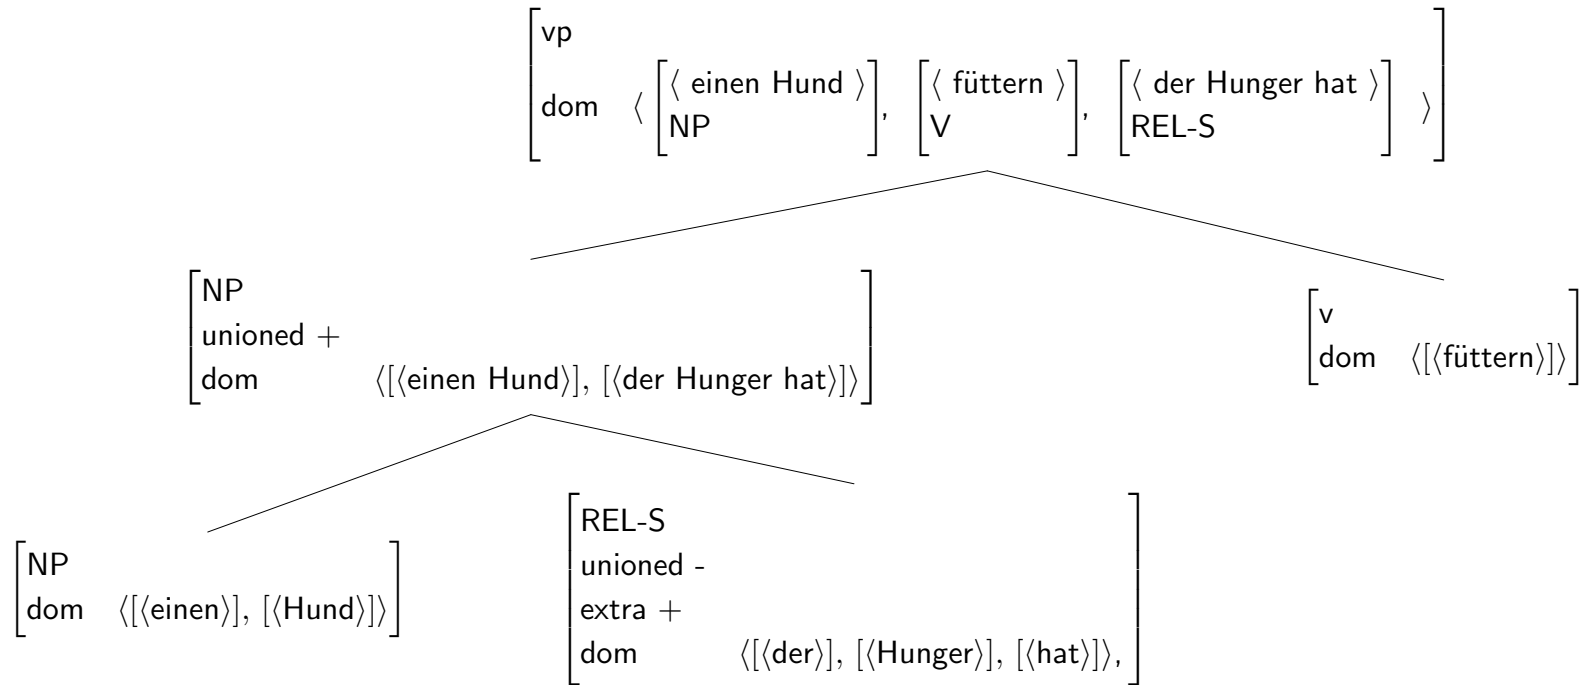 vp
dom ⟨ [⟨ einen Hund ⟩ NP], [⟨ füttern ⟩ V], [⟨ der Hunger hat ⟩ REL-S] ⟩
NP
unioned +
dom ⟨[⟨einen Hund⟩], [⟨der Hunger hat⟩]⟩
v
dom ⟨[⟨füttern⟩]⟩
NP
dom ⟨[⟨einen⟩], [⟨Hund⟩]⟩
REL-S
unioned -
extra +
dom ⟨[⟨der⟩], [⟨Hunger⟩], [⟨hat⟩]⟩,